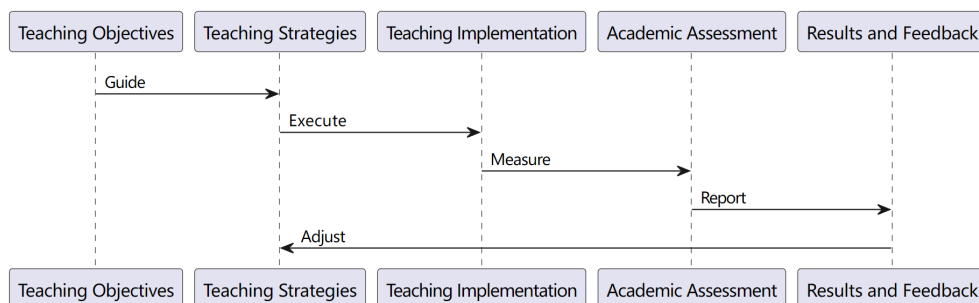 Teaching Objectives
Teaching Strategies
Teaching Implementation
Academic Assessment
Results and Feedback
Guide
Execute
Measure
Report
Adjust
Teaching Objectives
Teaching Strategies
Teaching Implementation
Academic Assessment
Results and Feedback